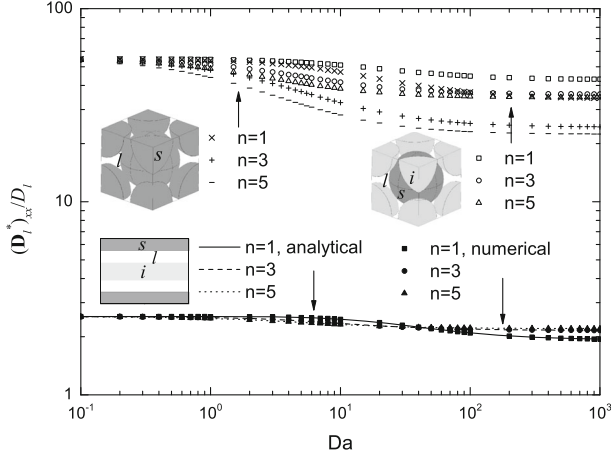 100
(D_l^*)_xx/D_l
10
1
l s
× n=1
+ n=3
− n=5
l i s
□ n=1
○ n=3
△ n=5
s l i
n=1, analytical
n=3
n=5
■ n=1, numerical
● n=3
▲ n=5
10^-1 10^0 10^1 10^2 10^3
Da